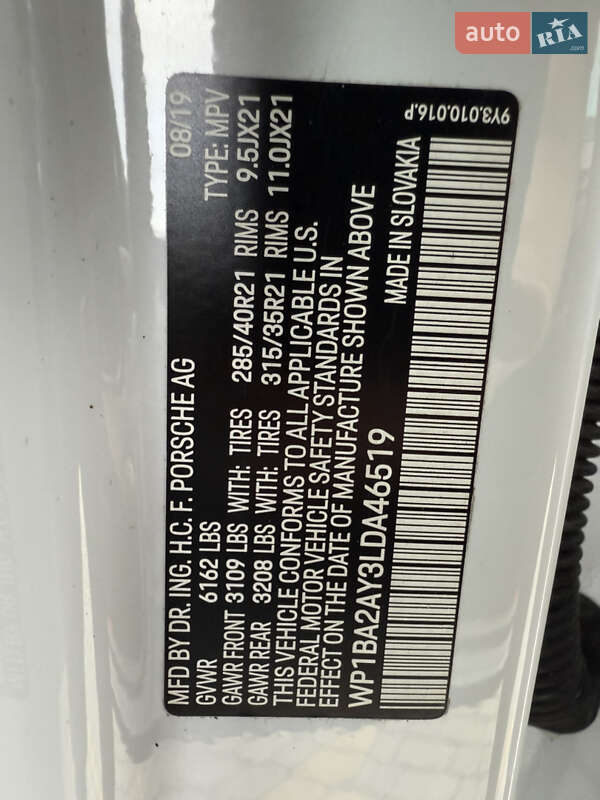 auto RIA.com
MFD BY DR. ING. H.C. F. PORSCHE AG 08/19
GVWR 6162 LBS TYPE: MPV
GAWR FRONT 3109 LBS WITH: TIRES 285/40R21 RIMS 9.5JX21
GAWR REAR 3208 LBS WITH: TIRES 315/35R21 RIMS 11.0JX21
THIS VEHICLE CONFORMS TO ALL APPLICABLE U.S.
FEDERAL MOTOR VEHICLE SAFETY STANDARDS IN
EFFECT ON THE DATE OF MANUFACTURE SHOWN ABOVE
WP1BA2AY3LDA46519 MADE IN SLOVAKIA
9Y3.010.016.P